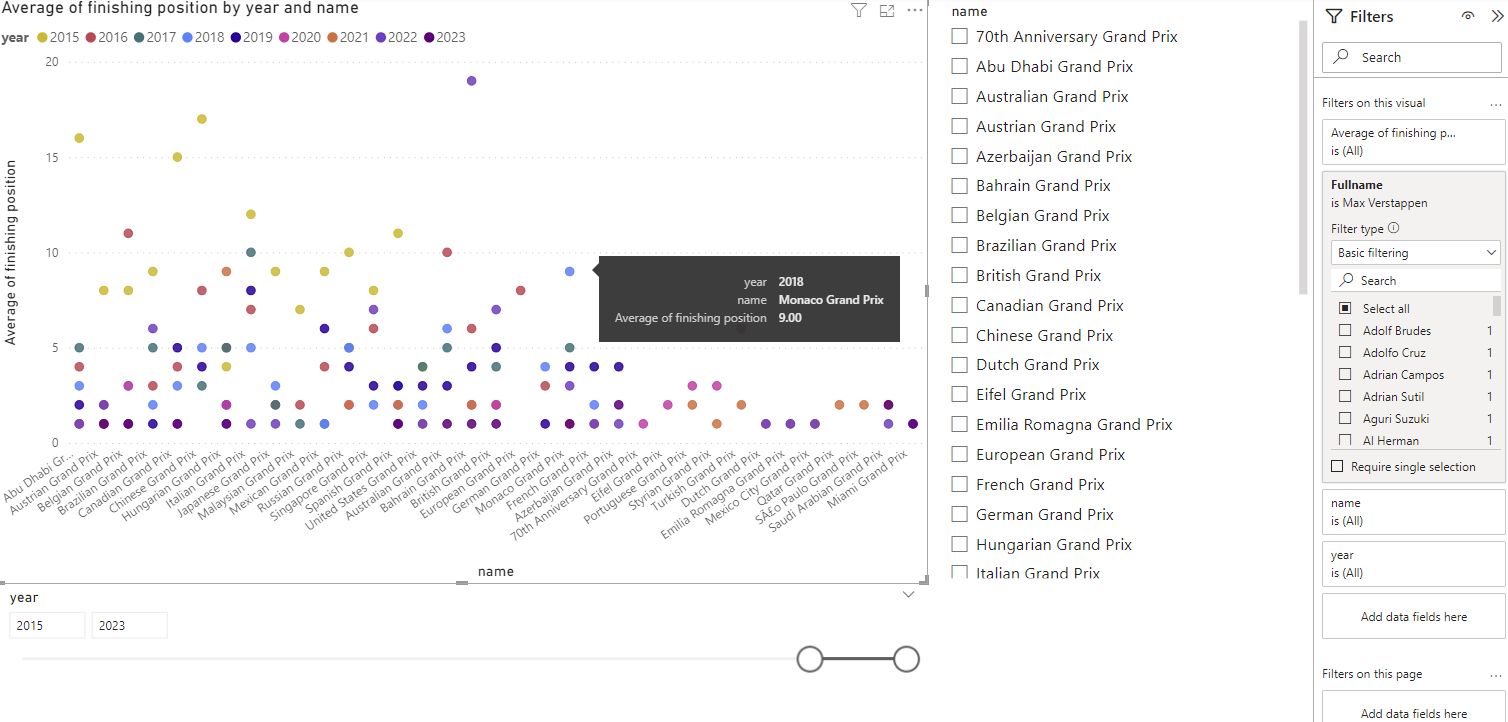 Average of finishing position by year and name
year 2015 2016 2017 2018 2019 2020 2021 2022 2023
Average of finishing position
20
15
10
5
0
year 2018
name Monaco Grand Prix
Average of finishing position 9.00
Abu Dhabi Gr...
Austrian Grand Prix
Belgian Grand Prix
Brazilian Grand Prix
Canadian Grand Prix
Chinese Grand Prix
Hungarian Grand Prix
Italian Grand Prix
Japanese Grand Prix
Malaysian Grand Prix
Mexican Grand Prix
Russian Grand Prix
Singapore Grand Prix
Spanish Grand Prix
United States Grand Prix
Australian Grand Prix
Bahrain Grand Prix
British Grand Prix
European Grand Prix
German Grand Prix
Monaco Grand Prix
French Grand Prix
Azerbaijan Grand Prix
70th Anniversary Grand Prix
Eifel Grand Prix
Portuguese Grand Prix
Styrian Grand Prix
Turkish Grand Prix
Dutch Grand Prix
Emilia Romagna Grand Prix
Mexico City Grand Prix
Qatar Grand Prix
SÃ£o Paulo Grand Prix
Saudi Arabian Grand Prix
Miami Grand Prix
name
year
2015 2023
name
70th Anniversary Grand Prix
Abu Dhabi Grand Prix
Australian Grand Prix
Austrian Grand Prix
Azerbaijan Grand Prix
Bahrain Grand Prix
Belgian Grand Prix
Brazilian Grand Prix
British Grand Prix
Canadian Grand Prix
Chinese Grand Prix
Dutch Grand Prix
Eifel Grand Prix
Emilia Romagna Grand Prix
European Grand Prix
French Grand Prix
German Grand Prix
Hungarian Grand Prix
Italian Grand Prix
Filters
Search
Filters on this visual ...
Average of finishing p...
is (All)
Fullname
is Max Verstappen
Filter type
Basic filtering
Search
Select all
Adolf Brudes 1
Adolfo Cruz 1
Adrian Campos 1
Adrian Sutil 1
Aguri Suzuki 1
Al Herman 1
Require single selection
name
is (All)
year
is (All)
Add data fields here
Filters on this page ...
Add data fields here